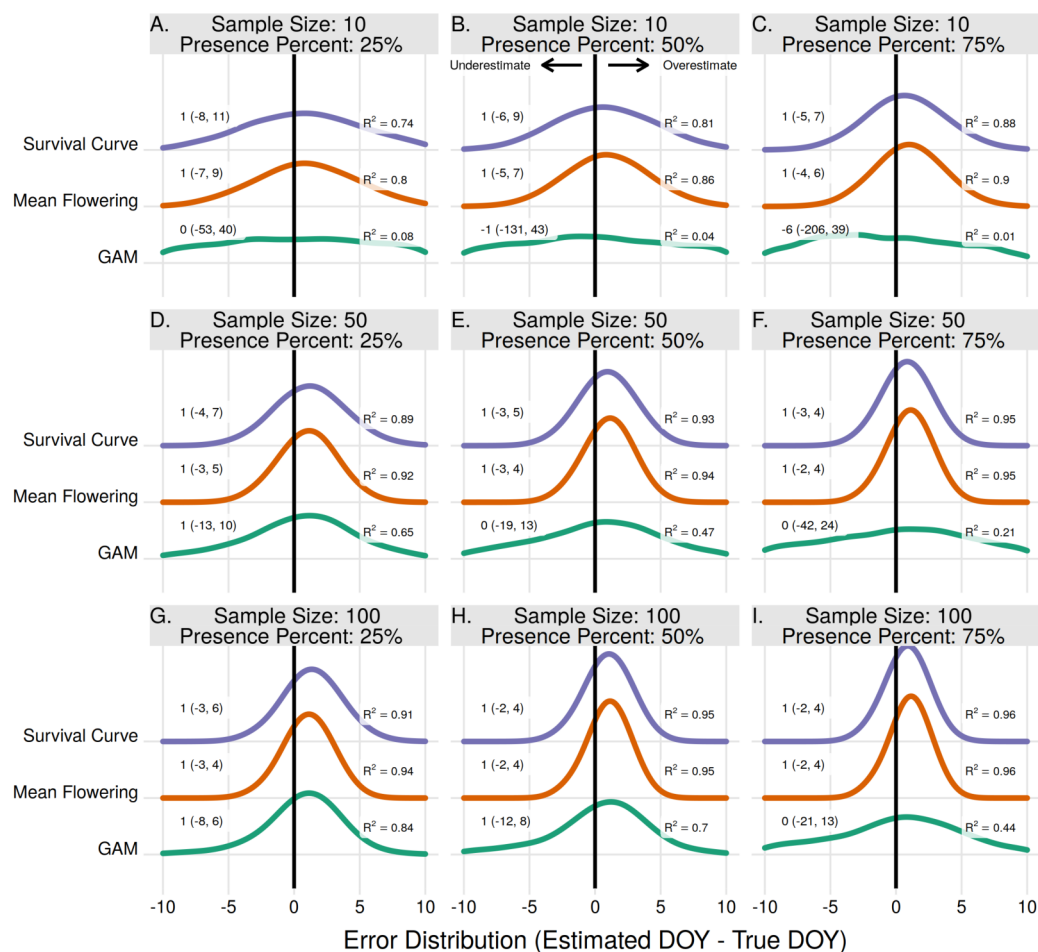 A. Sample Size: 10
Presence Percent: 25%
B. Sample Size: 10
Presence Percent: 50%
C. Sample Size: 10
Presence Percent: 75%
Underestimate Overestimate
Survival Curve 1 (-8, 11) R² = 0.74 1 (-6, 9) R² = 0.81 1 (-5, 7) R² = 0.88
Mean Flowering 1 (-7, 9) R² = 0.8 1 (-5, 7) R² = 0.86 1 (-4, 6) R² = 0.9
GAM 0 (-53, 40) R² = 0.08 -1 (-131, 43) R² = 0.04 -6 (-206, 39) R² = 0.01
D. Sample Size: 50
Presence Percent: 25%
E. Sample Size: 50
Presence Percent: 50%
F. Sample Size: 50
Presence Percent: 75%
Survival Curve 1 (-4, 7) R² = 0.89 1 (-3, 5) R² = 0.93 1 (-3, 4) R² = 0.95
Mean Flowering 1 (-3, 5) R² = 0.92 1 (-3, 4) R² = 0.94 1 (-2, 4) R² = 0.95
GAM 1 (-13, 10) R² = 0.65 0 (-19, 13) R² = 0.47 0 (-42, 24) R² = 0.21
G. Sample Size: 100
Presence Percent: 25%
H. Sample Size: 100
Presence Percent: 50%
I. Sample Size: 100
Presence Percent: 75%
Survival Curve 1 (-3, 6) R² = 0.91 1 (-2, 4) R² = 0.95 1 (-2, 4) R² = 0.96
Mean Flowering 1 (-3, 4) R² = 0.94 1 (-2, 4) R² = 0.95 1 (-2, 4) R² = 0.96
GAM 1 (-8, 6) R² = 0.84 1 (-12, 8) R² = 0.7 0 (-21, 13) R² = 0.44
-10 -5 0 5 10 -10 -5 0 5 10 -10 -5 0 5 10
Error Distribution (Estimated DOY - True DOY)